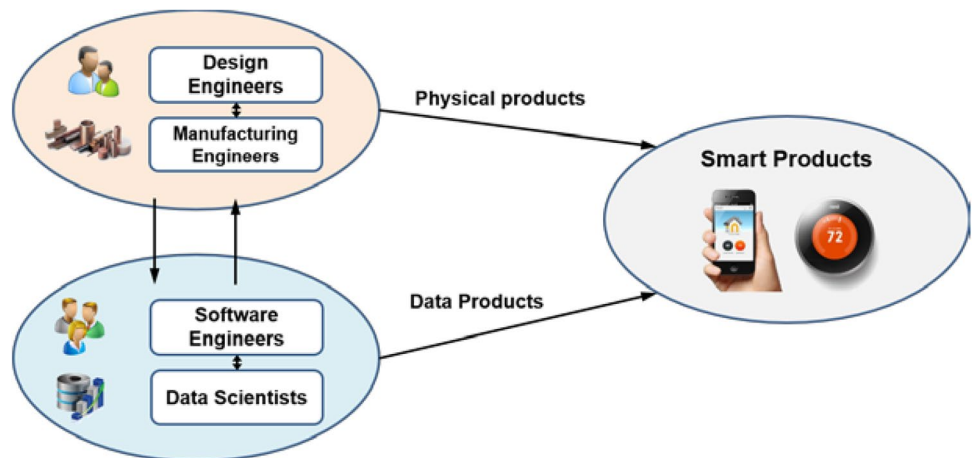 Design
Engineers
Manufacturing
Engineers
Physical products
Smart Products
72
Software
Engineers
Data Scientists
Data Products